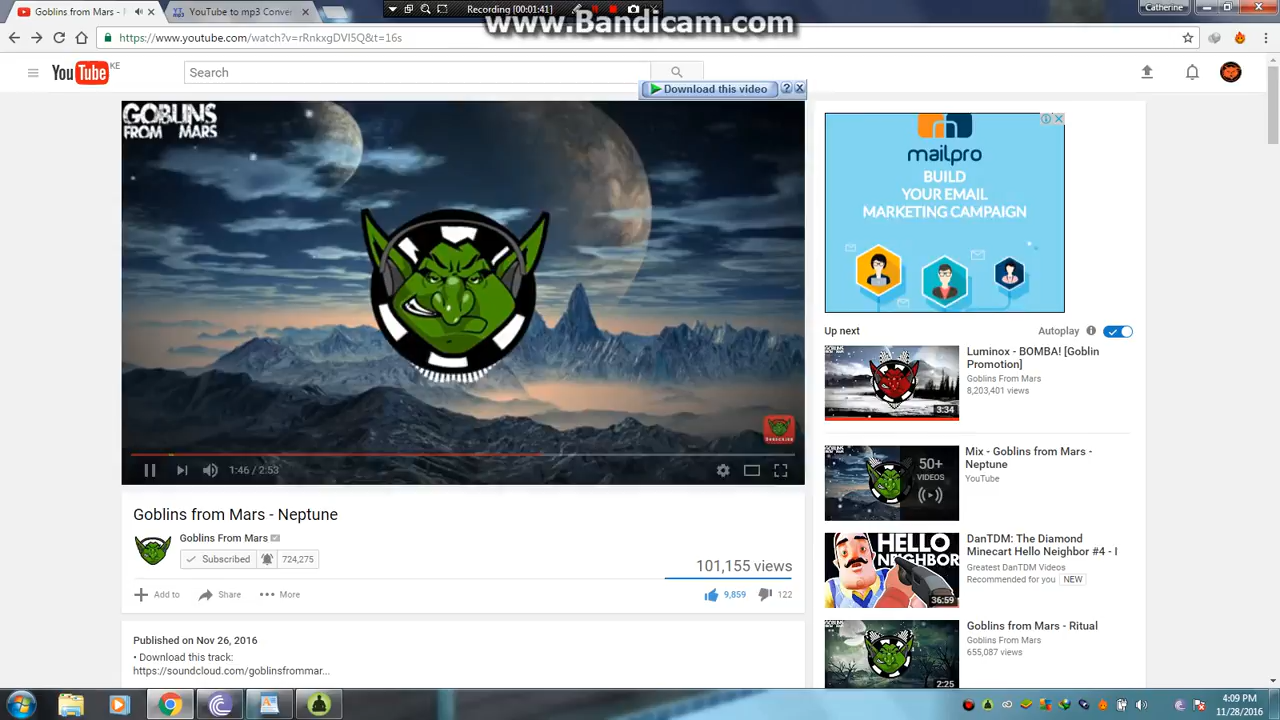 Goblins from Mars -
YouTube to mp3 Conver
Recording [00:01:41]
www.Bandicam.com
Catherine
https://www.youtube.com/watch?v=rRnkxgDVI5Q&t=16s
YouTube KE
Search
Download this video
GOBLINS
FROM MARS
mailpro
BUILD
YOUR EMAIL
MARKETING CAMPAIGN
Up next
Autoplay
Luminox - BOMBA! [Goblin
Promotion]
Goblins From Mars
8,203,401 views
3:34
Mix - Goblins from Mars -
Neptune
YouTube
50+
VIDEOS
1:46 / 2:53
Goblins from Mars - Neptune
Goblins From Mars
Subscribed
724,275
101,155 views
Add to
Share
More
9,859
122
DanTDM: The Diamond
Minecart Hello Neighbor #4 - I
Greatest DanTDM Videos
Recommended for you NEW
HELLO
NEIGHBOR
36:59
Goblins from Mars - Ritual
Goblins From Mars
655,087 views
2:25
Published on Nov 26, 2016
• Download this track:
https://soundcloud.com/goblinsfrommar...
4:09 PM
11/28/2016